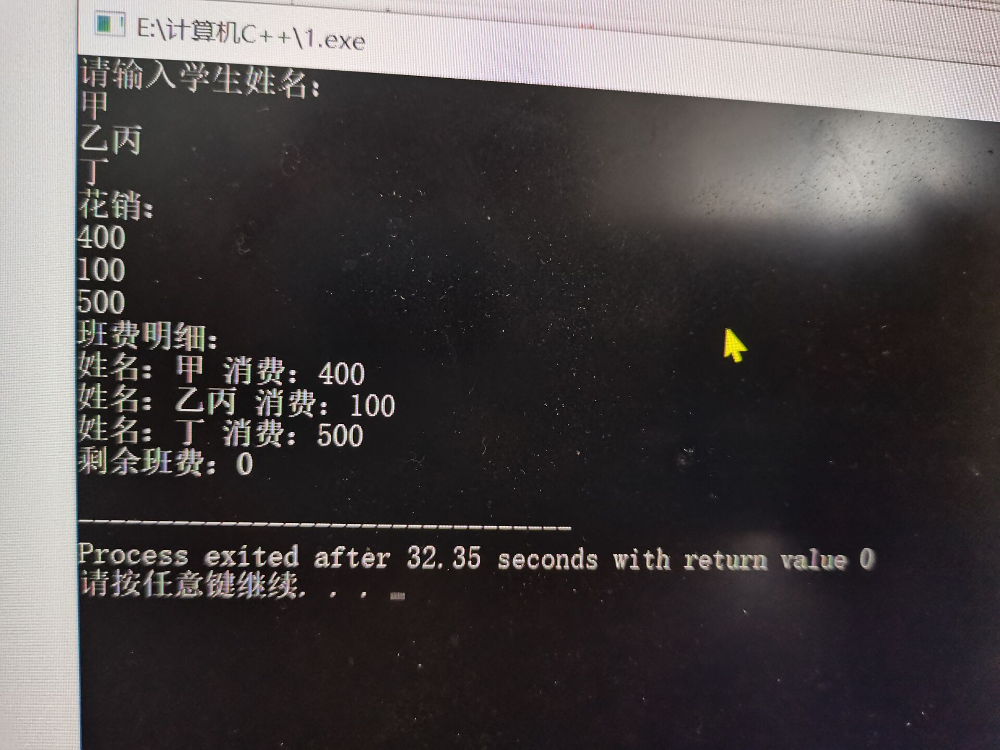 E:\计算机C++\1.exe
请输入学生姓名:
甲
乙丙
丁
花销:
400
100
500
班费明细:
姓名: 甲 消费: 400
姓名: 乙丙 消费: 100
姓名: 丁 消费: 500
剩余班费: 0
--------------------------------
Process exited after 32.35 seconds with return value 0
请按任意键继续. . .